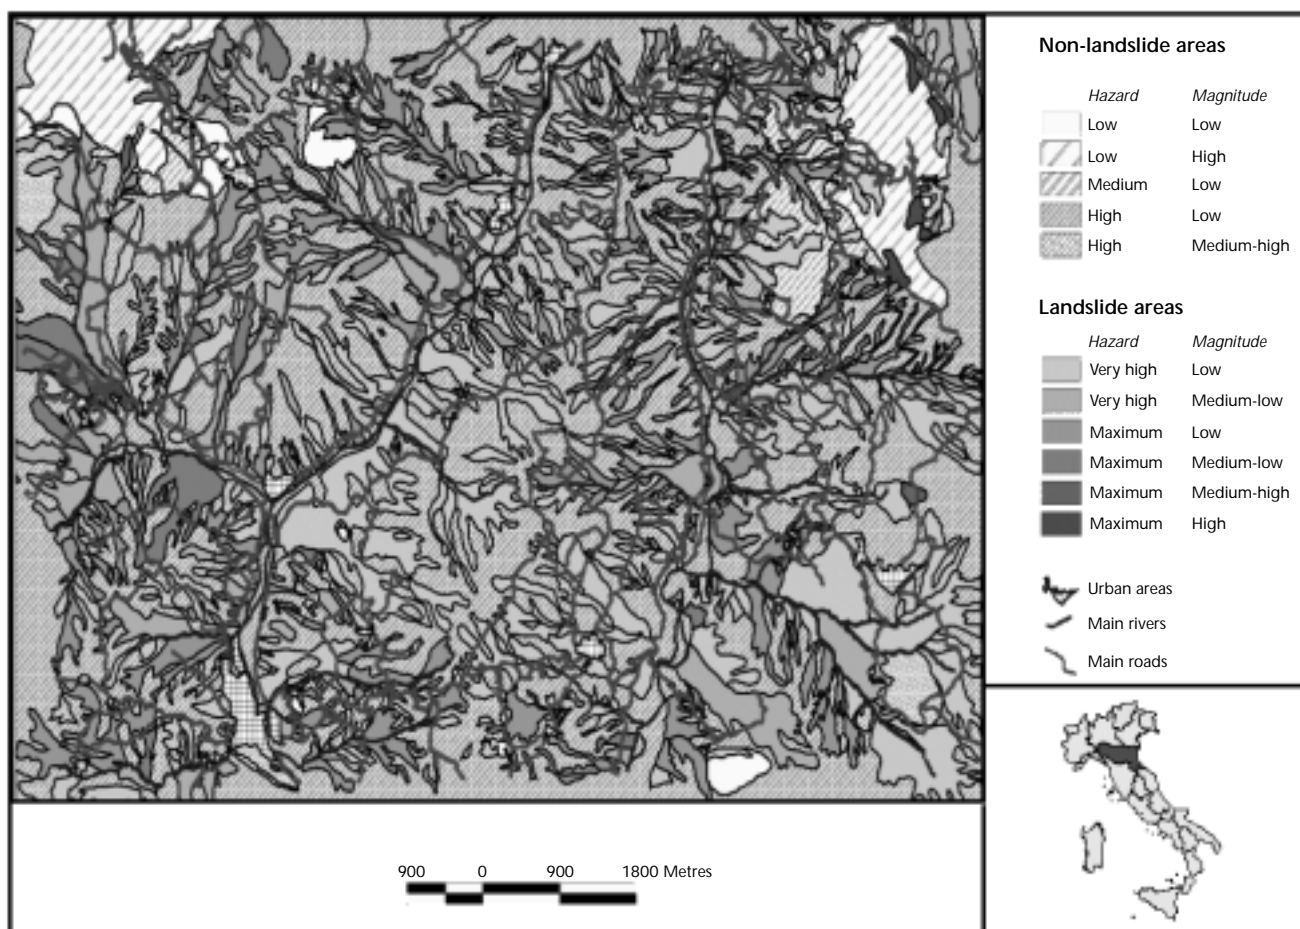 Non-landslide areas
Hazard Magnitude
Low Low
Low High
Medium Low
High Low
High Medium-high
Landslide areas
Hazard Magnitude
Very high Low
Very high Medium-low
Maximum Low
Maximum Medium-low
Maximum Medium-high
Maximum High
Urban areas
Main rivers
Main roads
900 0 900 1800 Metres